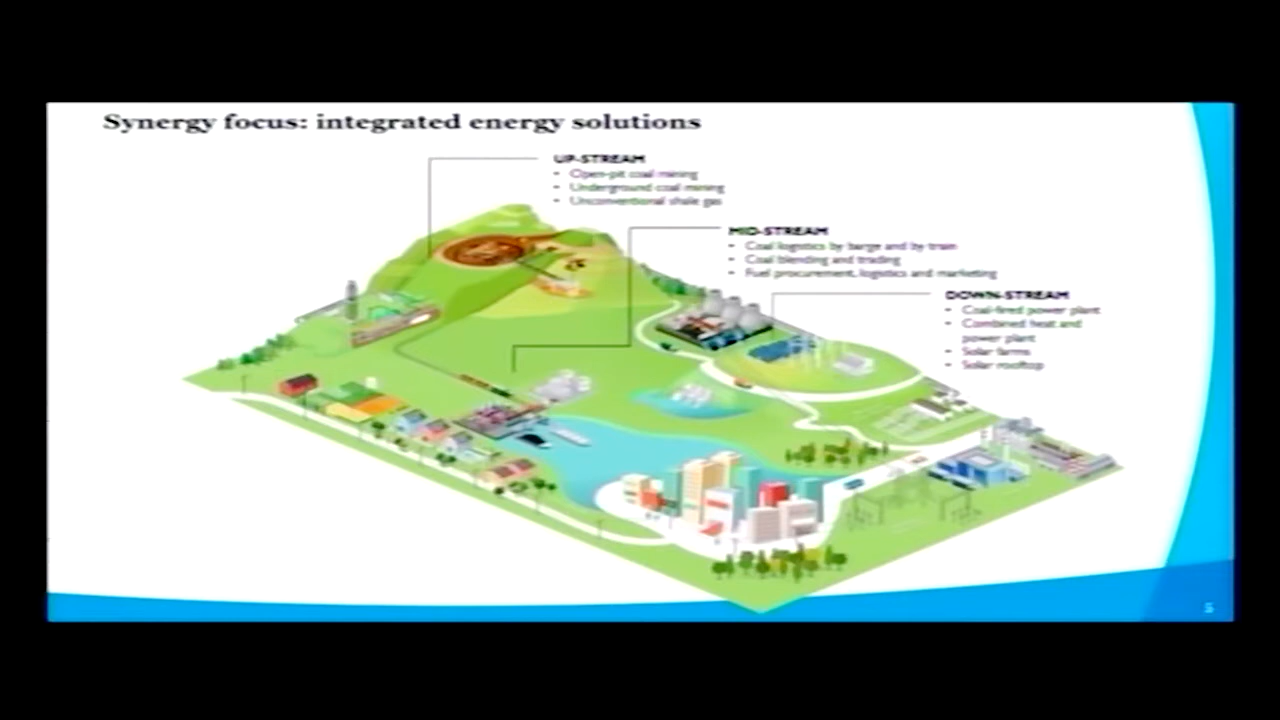 Synergy focus: integrated energy solutions
UP-STREAM
• Open-pit coal mining
• Underground coal mining
• Unconventional shale gas
MID-STREAM
• Coal logistics by barge and by train
• Coal blending and trading
• Fuel procurement, logistics and marketing
DOWN-STREAM
• Coal-fired power plant
• Combined heat and
power plant
• Solar farms
• Solar rooftop
5